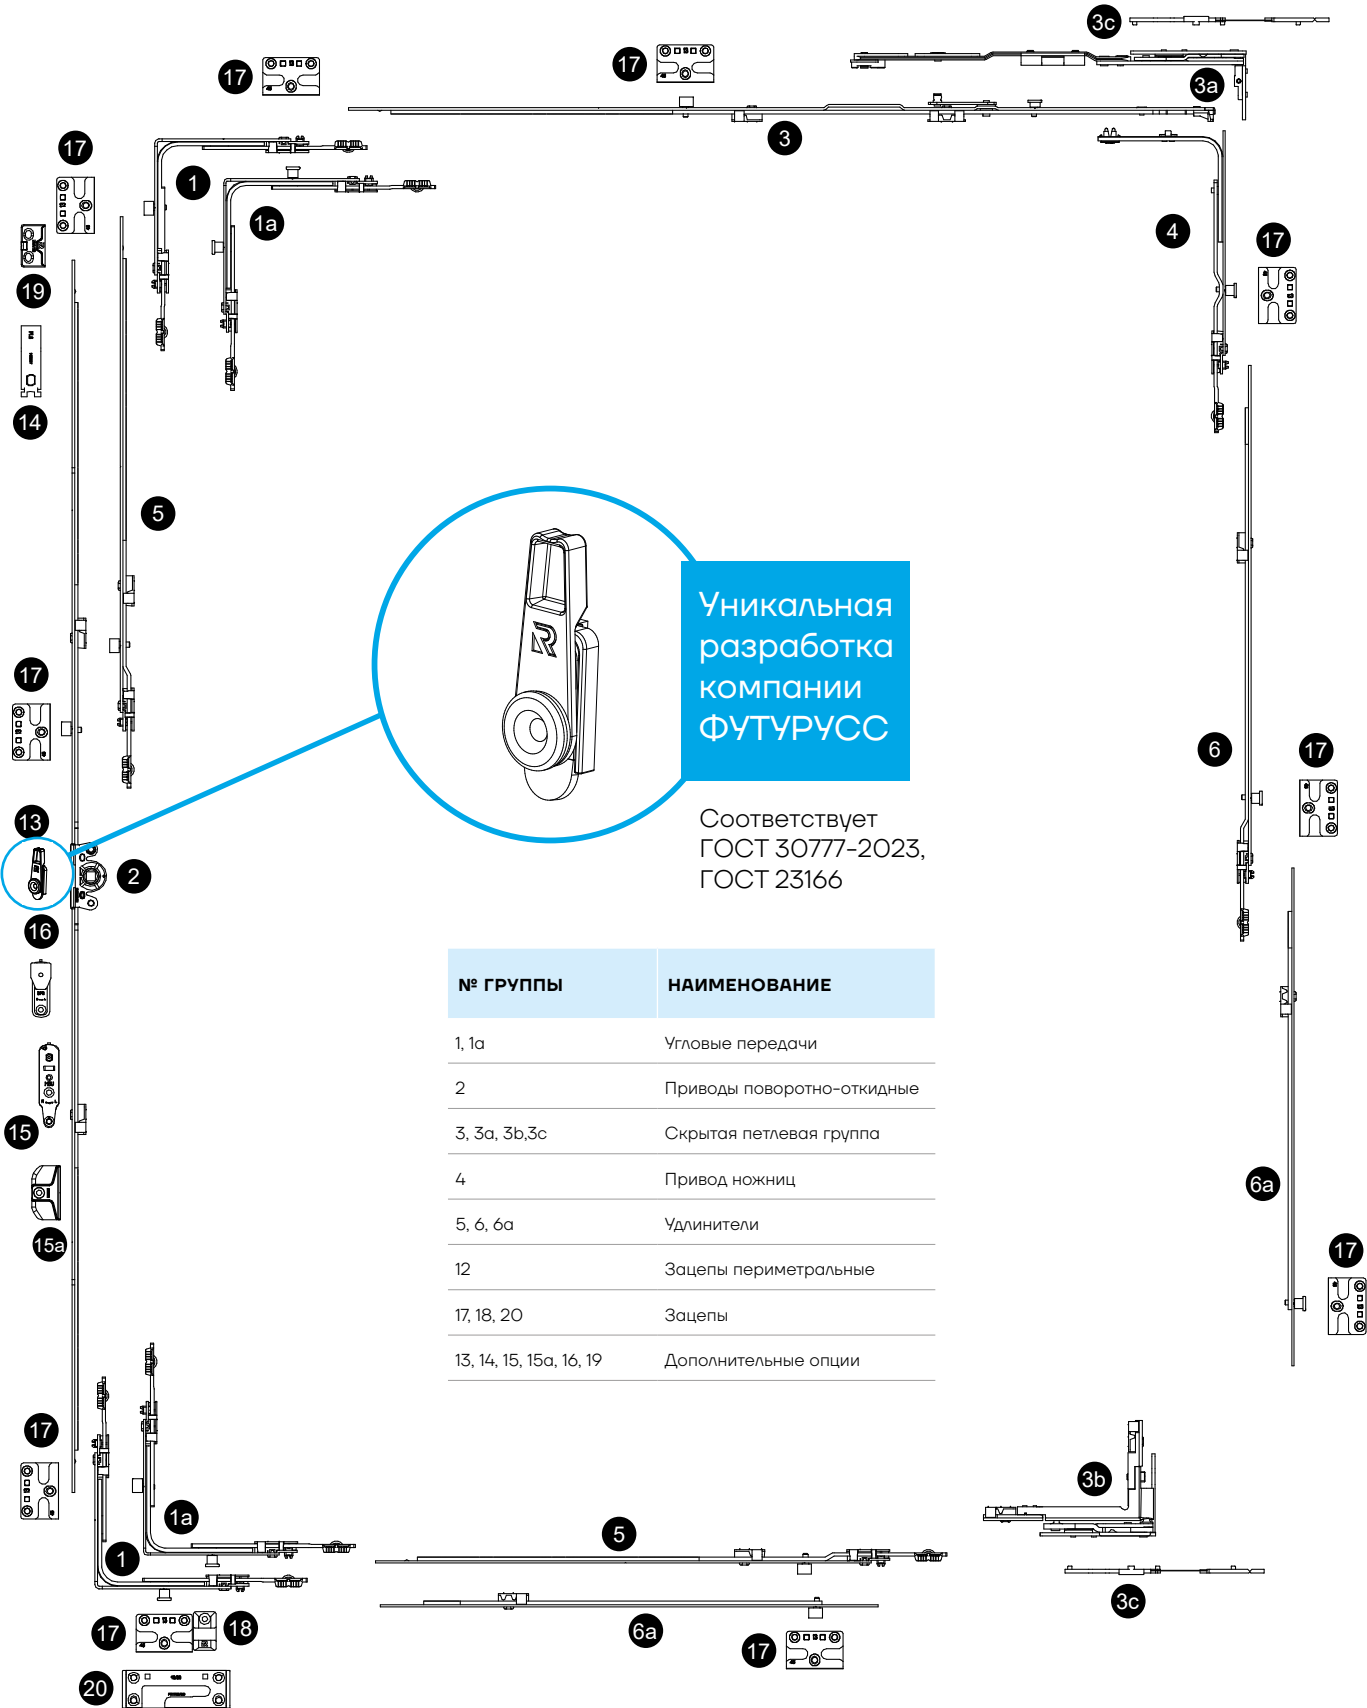 3c
17
17
3a
3
17
1
1a
4
17
19
14
5
Уникальная
разработка
компании
ФУТУРУСС
17
6
17
Соответствует
ГОСТ 30777-2023,
ГОСТ 23166
13
2
16
№ ГРУППЫ НАИМЕНОВАНИЕ
1, 1а Угловые передачи
2 Приводы поворотно-откидные
3, 3а, 3b,3c Скрытая петлевая группа
4 Привод ножниц
5, 6, 6а Удлинители
12 Зацепы периметральные
17, 18, 20 Зацепы
13, 14, 15, 15а, 16, 19 Дополнительные опции
15
15a
6a
17
17
3b
1a
1
5
3c
17
18
6a
17
20